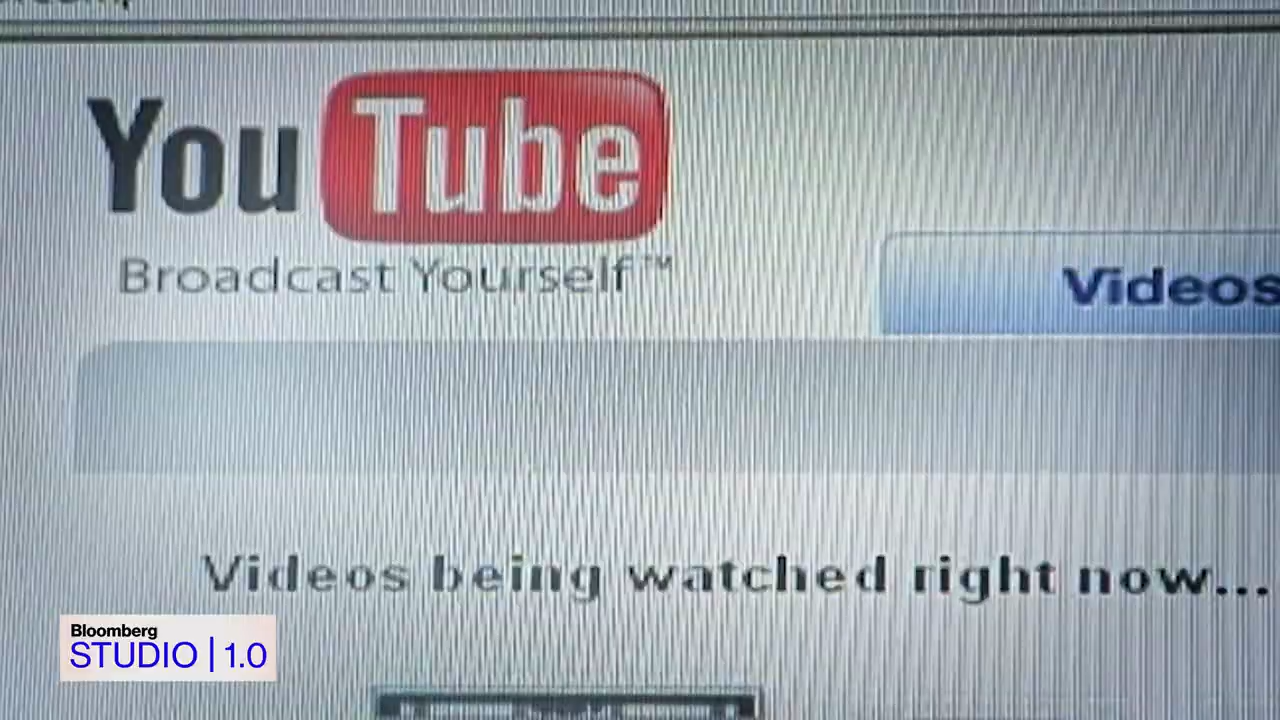 YouTube
Broadcast Yourself™
Videos
Videos being watched right now...
Bloomberg
STUDIO | 1.0